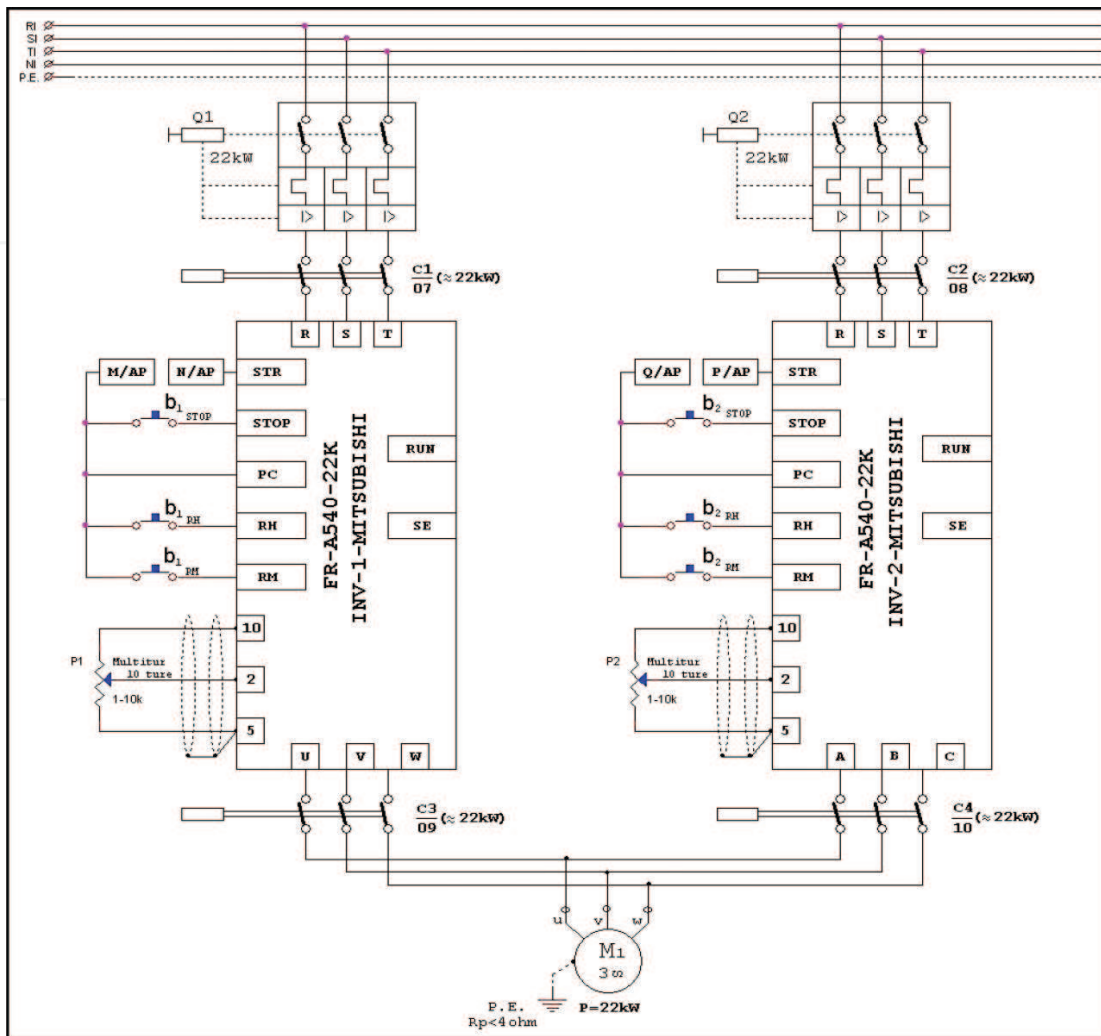 RI
SI
TI
NI
P.E.
Q1
22kW
I> I> I>
C1/07 (≈22kW)
R S T
M/AP N/AP STR
b1 STOP STOP
PC
b1 RH RH
b1 RM RM
RUN
SE
FR-A540-22K
INV-1-MITSUBISHI
10
P1 Multitur
10 ture
2
1-10k
5
U V W
C3/09 (≈22kW)
Q2
22kW
I> I> I>
C2/08 (≈22kW)
R S T
Q/AP P/AP STR
b2 STOP STOP
PC
b2 RH RH
b2 RM RM
RUN
SE
FR-A540-22K
INV-2-MITSUBISHI
10
P2 Multitur
10 ture
2
1-10k
5
A B C
C4/10 (≈22kW)
u v w
M1
3∽
P.E. P=22kW
Rp<4ohm